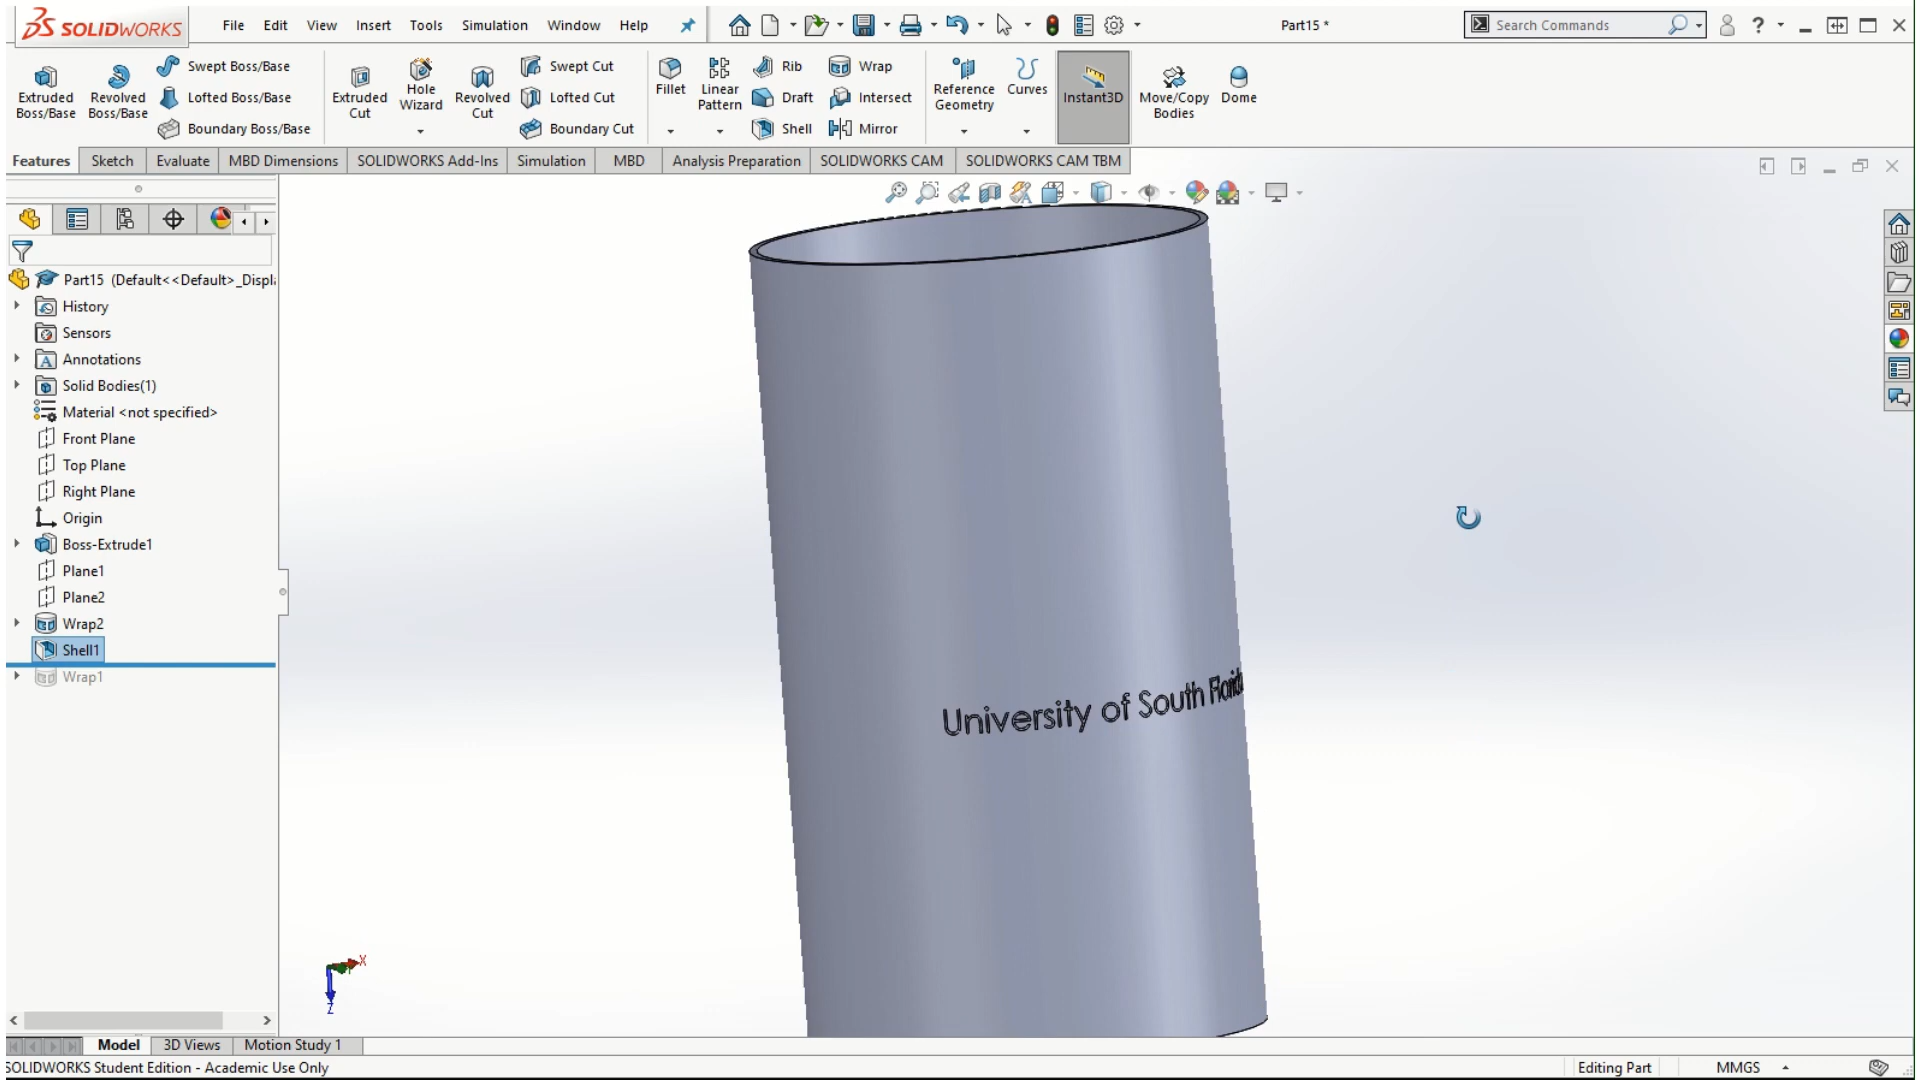 SOLIDWORKS File Edit View Insert Tools Simulation Window Help Part15 * Search Commands ?
Extruded Boss/Base
Revolved Boss/Base
Swept Boss/Base
Lofted Boss/Base
Boundary Boss/Base
Extruded Cut
Hole Wizard
Revolved Cut
Swept Cut
Lofted Cut
Boundary Cut
Fillet
Linear Pattern
Rib
Draft
Shell
Wrap
Intersect
Mirror
Reference Geometry
Curves
Instant3D
Move/Copy Bodies
Dome
Features Sketch Evaluate MBD Dimensions SOLIDWORKS Add-Ins Simulation MBD Analysis Preparation SOLIDWORKS CAM SOLIDWORKS CAM TBM
Part15 (Default<<Default>_Displ
History
Sensors
Annotations
Solid Bodies(1)
Material <not specified>
Front Plane
Top Plane
Right Plane
Origin
Boss-Extrude1
Plane1
Plane2
Wrap2
Shell1
Wrap1
University of South Florida
X
Z
Model 3D Views Motion Study 1
SOLIDWORKS Student Edition - Academic Use Only Editing Part MMGS